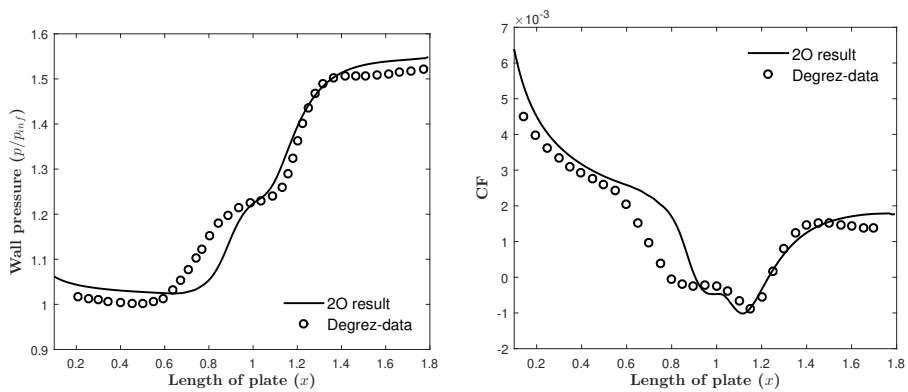 1.6
1.5
1.4
1.3
1.2
1.1
1
0.9
Wall pressure (p/p_inf)
2O result
Degrez-data
0.2 0.4 0.6 0.8 1 1.2 1.4 1.6 1.8
Length of plate (x)
×10⁻³
7
6
5
4
3
2
1
0
-1
-2
CF
2O result
Degrez-data
0.2 0.4 0.6 0.8 1.0 1.2 1.4 1.6 1.8
Length of plate (x)